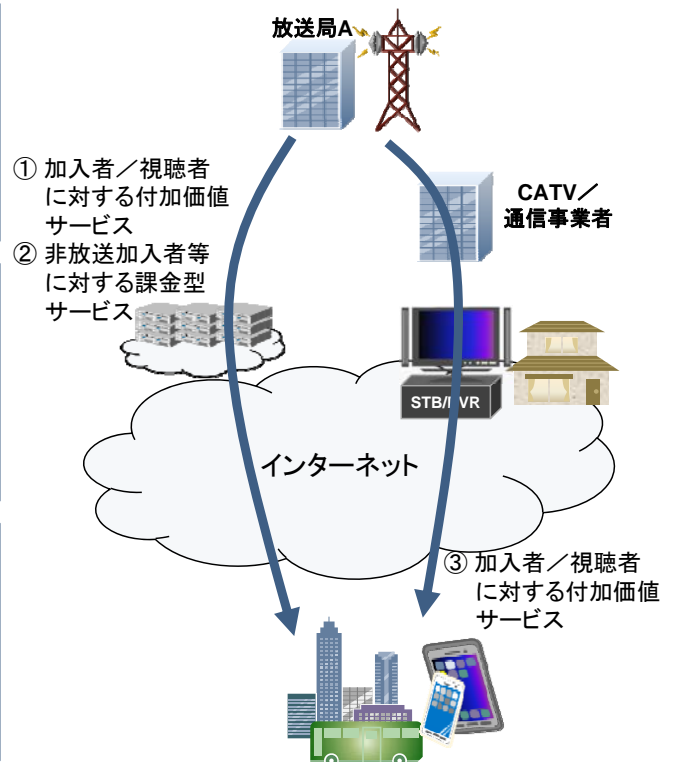 放送局A
① 加入者／視聴者
に対する付加価値
サービス
② 非放送加入者等
に対する課金型
サービス
CATV／
通信事業者
STB/PVR
インターネット
③ 加入者／視聴者
に対する付加価値
サービス